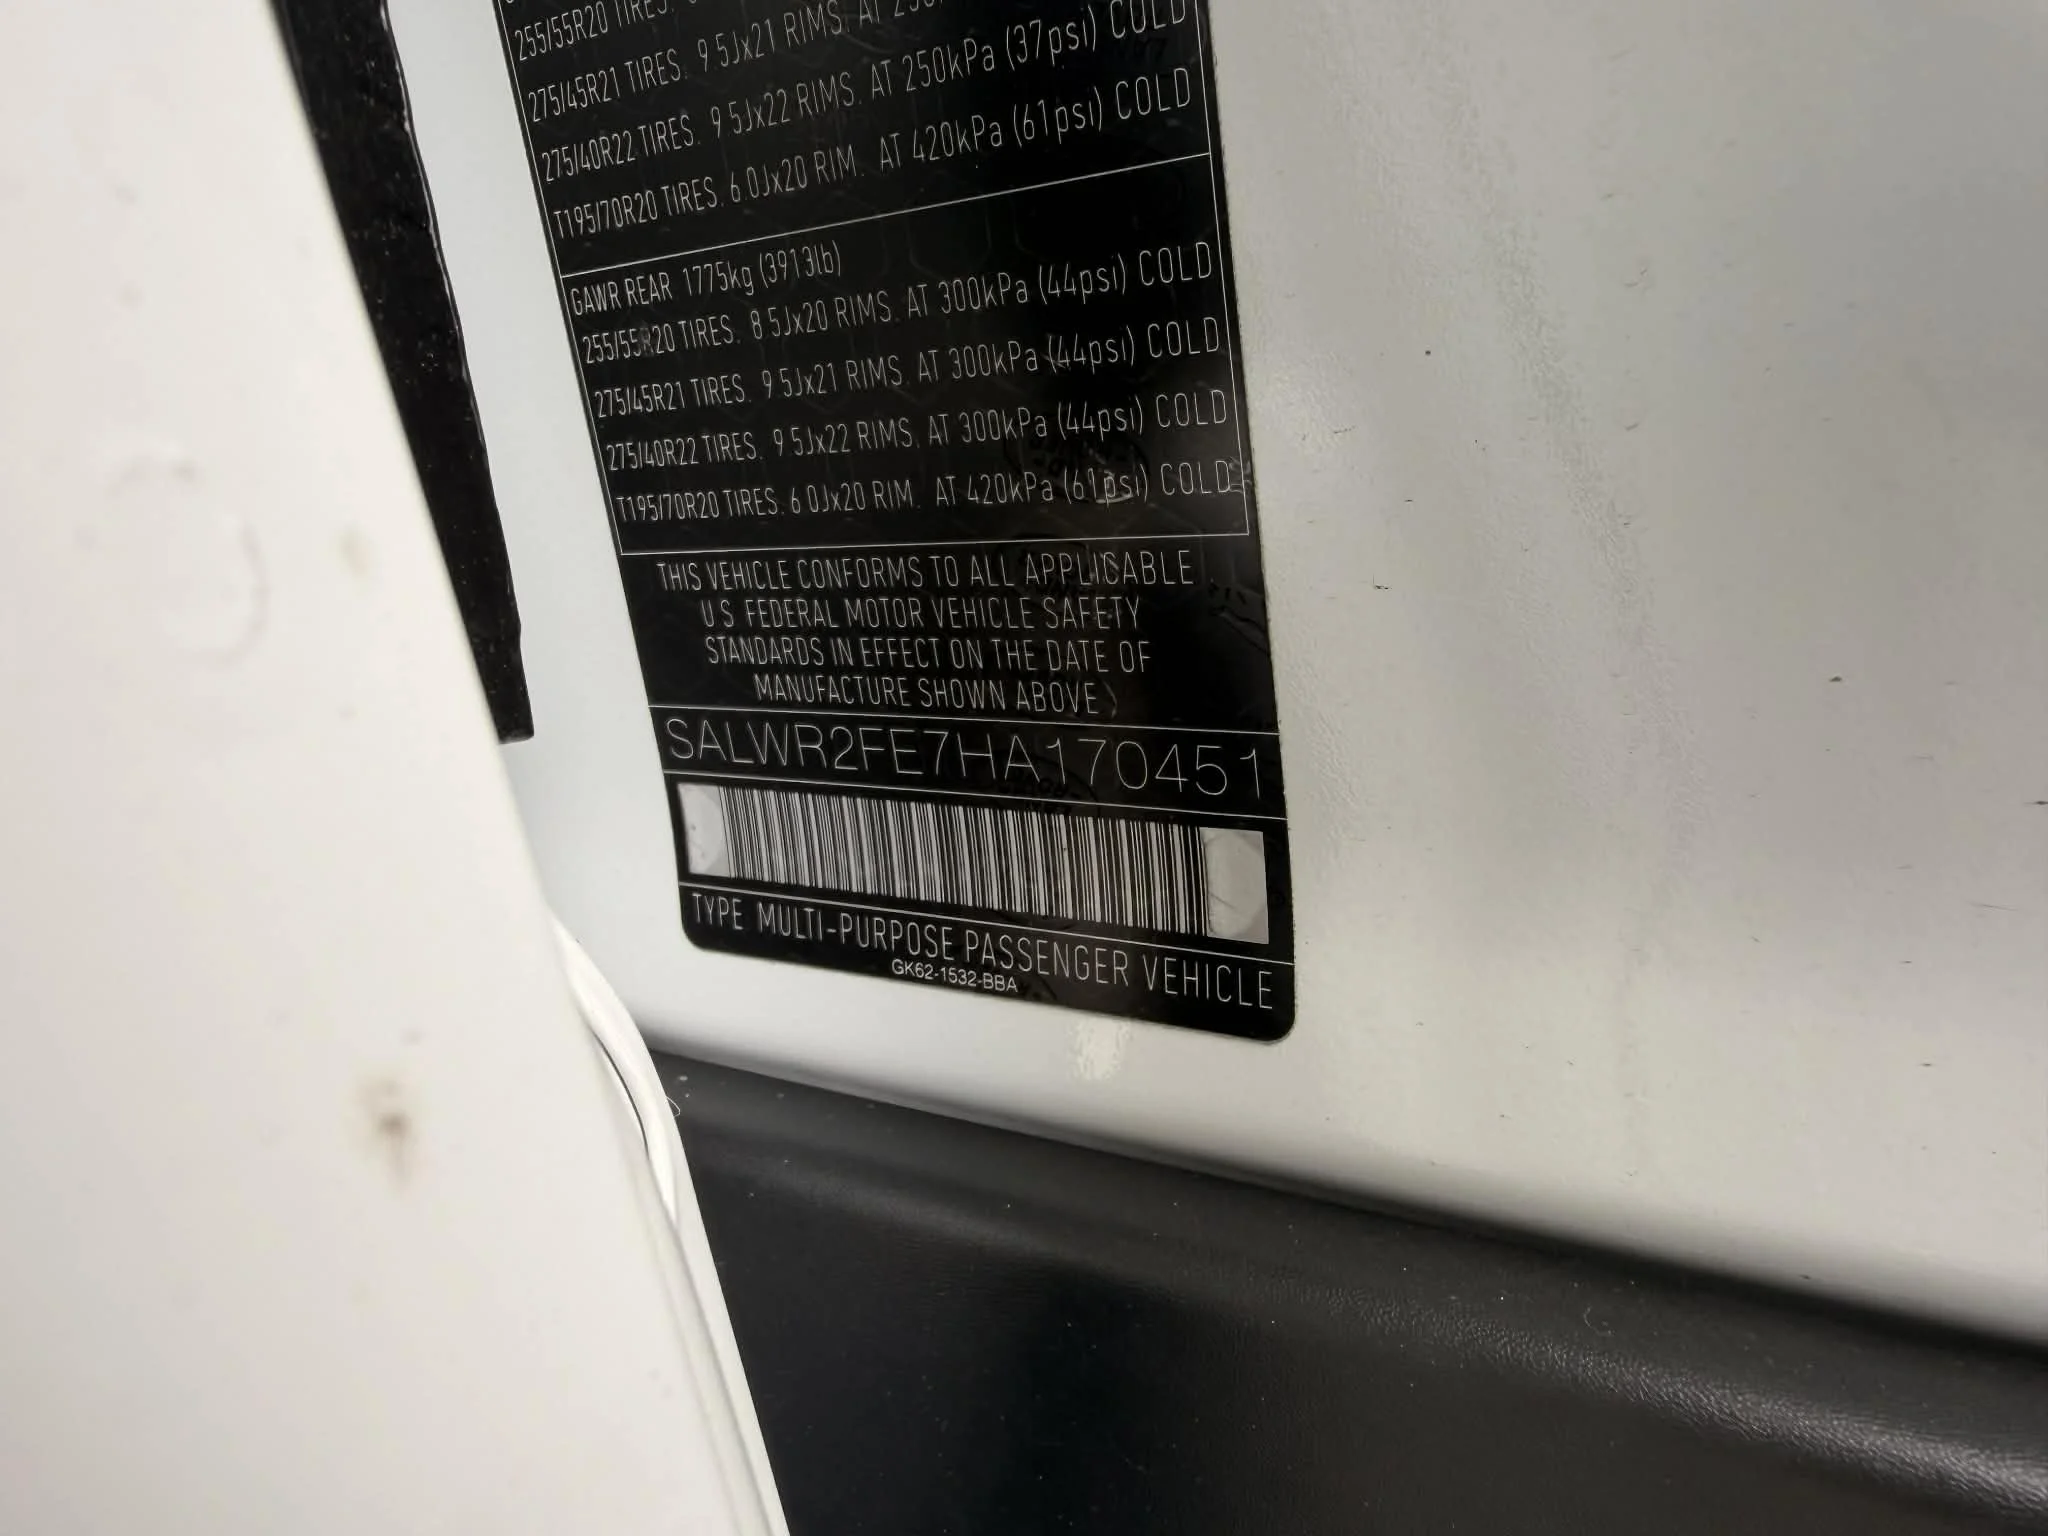 255/55R20 TIRES.
275/45R21 TIRES. 9.5Jx21 RIMS. AT
275/40R22 TIRES. 9.5Jx22 RIMS. AT 250kPa (37psi) COLD
T195/70R20 TIRES. 6.0Jx20 RIM. AT 420kPa (61psi) COLD
GAWR REAR 1775kg (3913lb)
255/55R20 TIRES. 8.5Jx20 RIMS. AT 300kPa (44psi) COLD
275/45R21 TIRES. 9.5Jx21 RIMS. AT 300kPa (44psi) COLD
275/40R22 TIRES. 9.5Jx22 RIMS. AT 300kPa (44psi) COLD
T195/70R20 TIRES. 6.0Jx20 RIM. AT 420kPa (61psi) COLD
THIS VEHICLE CONFORMS TO ALL APPLICABLE
U.S. FEDERAL MOTOR VEHICLE SAFETY
STANDARDS IN EFFECT ON THE DATE OF
MANUFACTURE SHOWN ABOVE
SALWR2FE7HA170451
TYPE MULTI-PURPOSE PASSENGER VEHICLE
GK62-1532-BBA